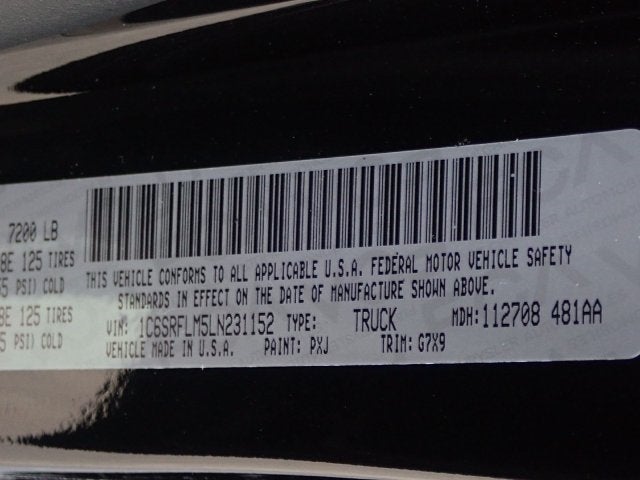 7200 LB
8E 125 TIRES
5 PSI) COLD
8E 125 TIRES
5 PSI) COLD
THIS VEHICLE CONFORMS TO ALL APPLICABLE U.S.A. FEDERAL MOTOR VEHICLE SAFETY
STANDARDS IN EFFECT ON THE DATE OF MANUFACTURE SHOWN ABOVE.
VIN: 1C6SRFLM5LN231152 TYPE: TRUCK MDH: 112708 481AA
VEHICLE MADE IN U.S.A. PAINT: PXJ TRIM: G7X9